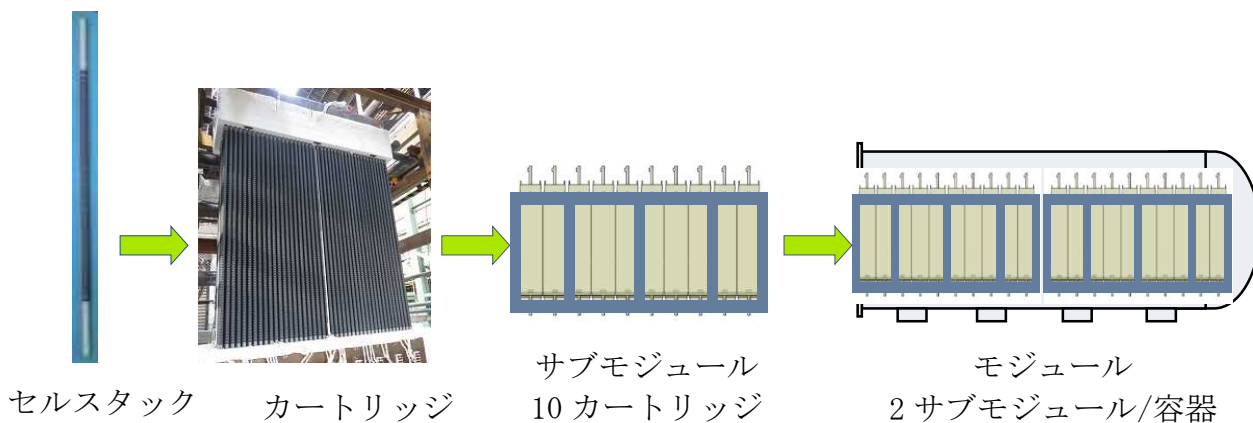 セルスタック
カートリッジ
サブモジュール
10 カートリッジ
モジュール
2 サブモジュール/容器